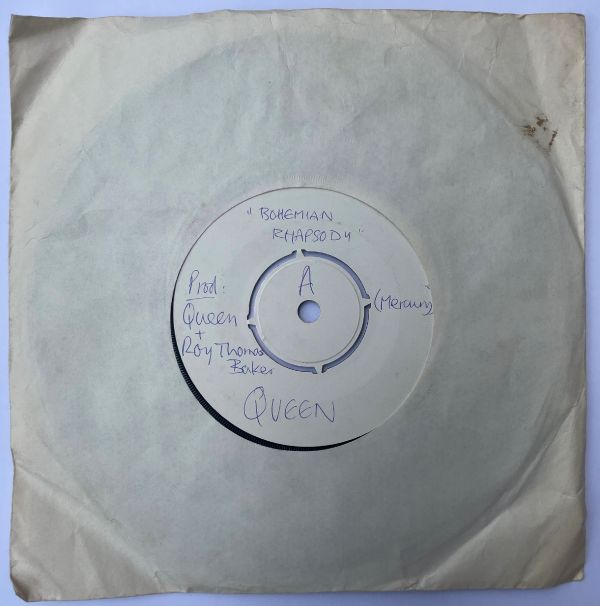 "BOHEMIAN
RHAPSODY"
A
Prod:
Queen
+
Roy Thomas
Baker
(Mercury)
QUEEN